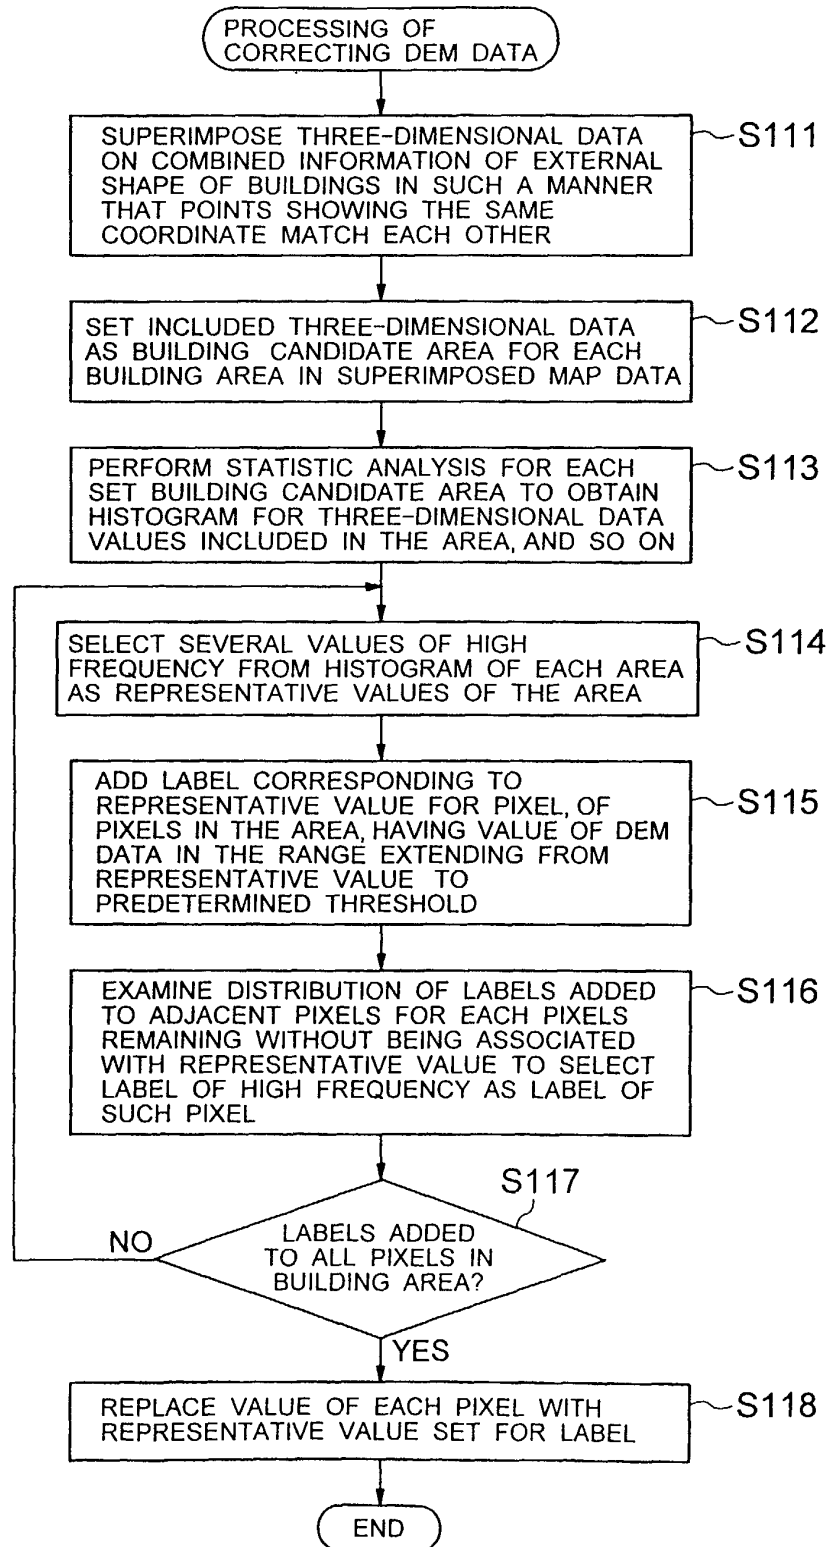 PROCESSING OF
CORRECTING DEM DATA
SUPERIMPOSE THREE-DIMENSIONAL DATA
ON COMBINED INFORMATION OF EXTERNAL
SHAPE OF BUILDINGS IN SUCH A MANNER
THAT POINTS SHOWING THE SAME
COORDINATE MATCH EACH OTHER
S111
SET INCLUDED THREE-DIMENSIONAL DATA
AS BUILDING CANDIDATE AREA FOR EACH
BUILDING AREA IN SUPERIMPOSED MAP DATA
S112
PERFORM STATISTIC ANALYSIS FOR EACH
SET BUILDING CANDIDATE AREA TO OBTAIN
HISTOGRAM FOR THREE-DIMENSIONAL DATA
VALUES INCLUDED IN THE AREA, AND SO ON
S113
SELECT SEVERAL VALUES OF HIGH
FREQUENCY FROM HISTOGRAM OF EACH AREA
AS REPRESENTATIVE VALUES OF THE AREA
S114
ADD LABEL CORRESPONDING TO
REPRESENTATIVE VALUE FOR PIXEL, OF
PIXELS IN THE AREA, HAVING VALUE OF DEM
DATA IN THE RANGE EXTENDING FROM
REPRESENTATIVE VALUE TO
PREDETERMINED THRESHOLD
S115
EXAMINE DISTRIBUTION OF LABELS ADDED
TO ADJACENT PIXELS FOR EACH PIXELS
REMAINING WITHOUT BEING ASSOCIATED
WITH REPRESENTATIVE VALUE TO SELECT
LABEL OF HIGH FREQUENCY AS LABEL OF
SUCH PIXEL
S116
S117
LABELS ADDED
TO ALL PIXELS IN
BUILDING AREA?
NO
YES
REPLACE VALUE OF EACH PIXEL WITH
REPRESENTATIVE VALUE SET FOR LABEL
S118
END